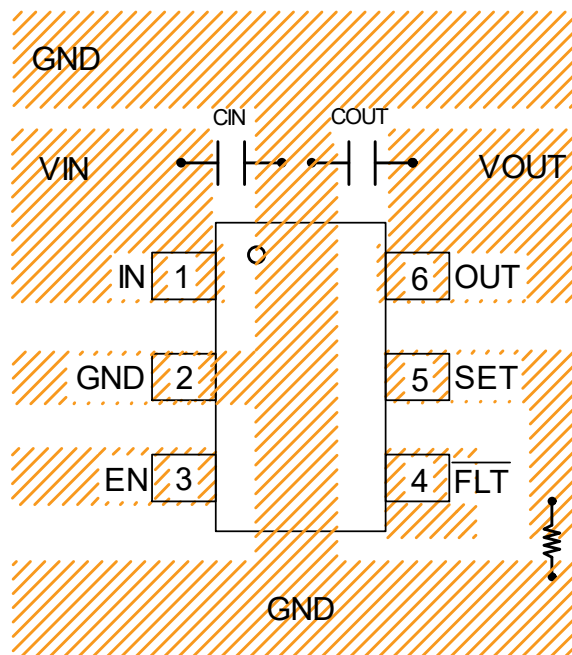 GND
CIN COUT
VIN VOUT
IN 1 6 OUT
GND 2 5 SET
EN 3 4 FLT
GND